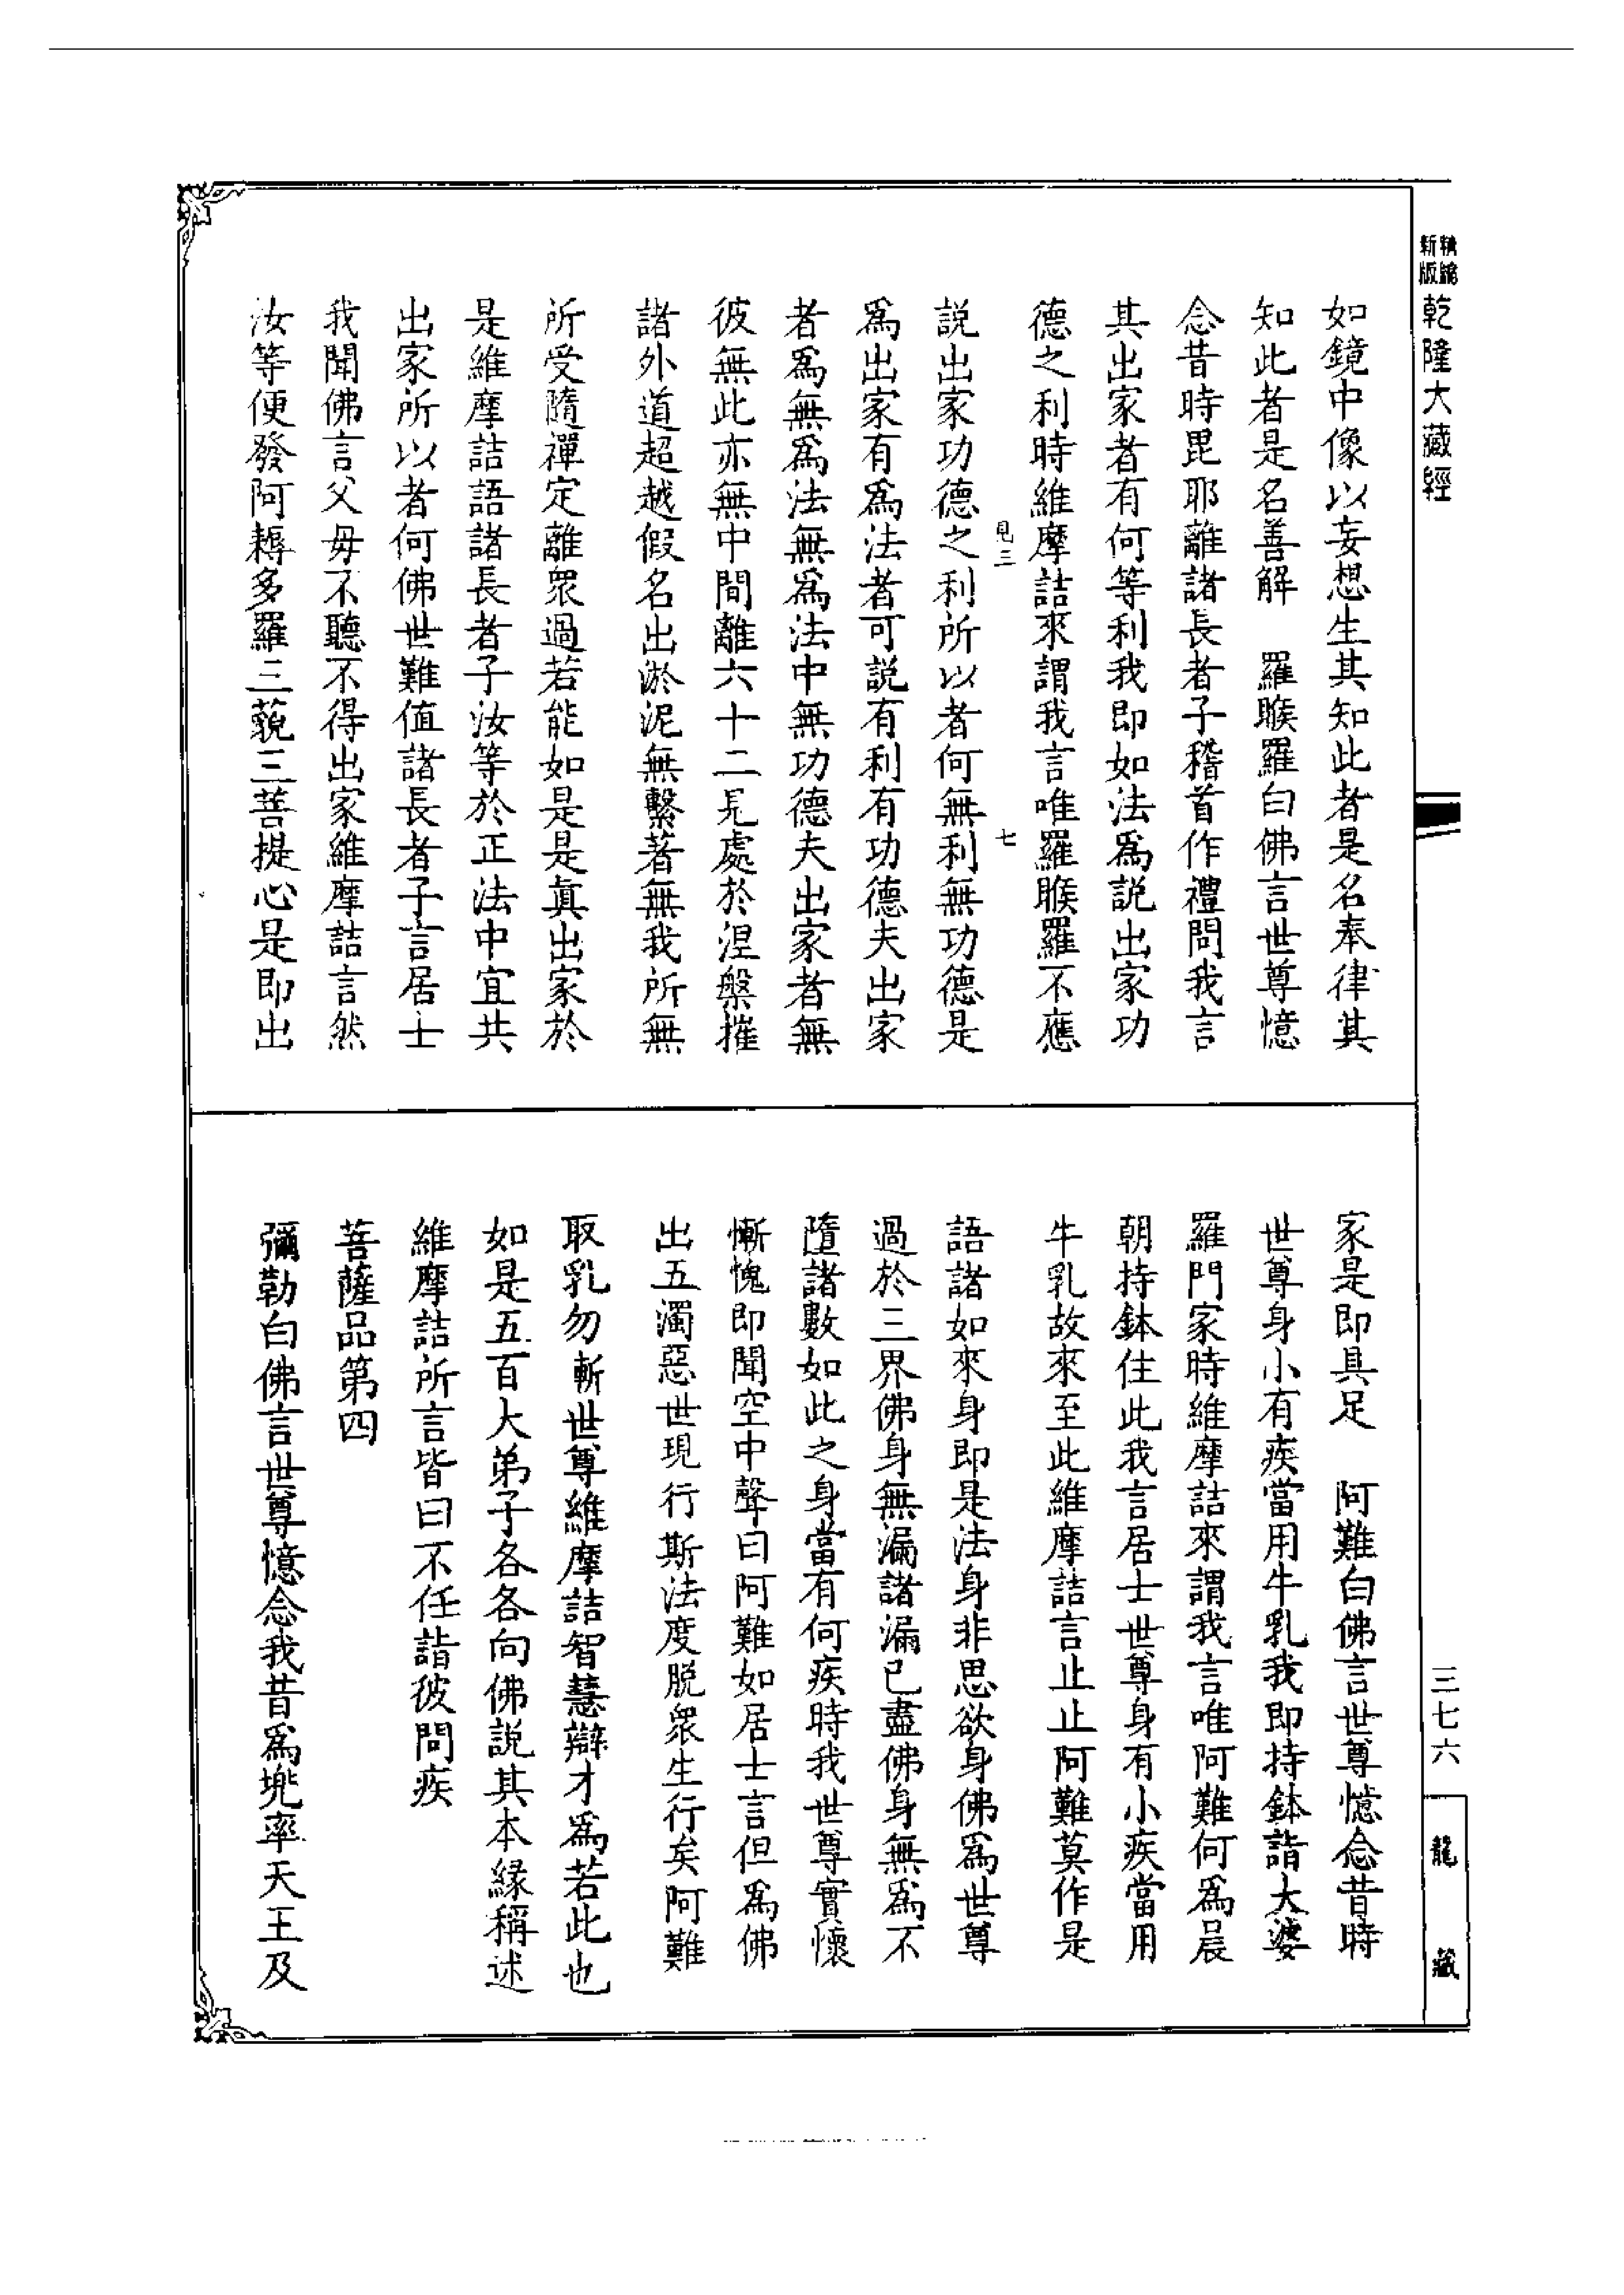 新編
縮版
乾隆大藏經
如鏡中像以妄想生其知此者是名奉律其
知此者是名善解　羅睺羅白佛言世尊憶
念昔時毘耶離諸長者子稽首作禮問我言
其出家者有何等利我即如法為說出家功
德之利時維摩詰來謂我言唯羅睺羅不應
見三
七
說出家功德之利所以者何無利無功德是
為出家有為法者可說有利有功德夫出家
者為無為法無為法中無功德夫出家者無
彼無此亦無中間離六十二見處於涅槃摧
諸外道超越假名出淤泥無繫著無我所無
所受隨禪定離眾過若能如是是真出家於
是維摩詰語諸長者子汝等於正法中宜共
出家所以者何佛世難值諸長者子言居士
我聞佛言父母不聽不得出家維摩詰言然
汝等便發阿耨多羅三藐三菩提心是即出
家是即具足　阿難白佛言世尊憶念昔時
世尊身小有疾當用牛乳我即持鉢詣大婆
羅門家時維摩詰來謂我言唯阿難何為晨
朝持鉢住此我言居士世尊身有小疾當用
牛乳故來至此維摩詰言止止阿難莫作是
語諸如來身即是法身非思欲身佛為世尊
過於三界佛身無漏諸漏已盡佛身無為不
墮諸數如此之身當有何疾時我世尊實懷
慚愧即聞空中聲曰阿難如居士言但為佛
出五濁惡世現行斯法度脫眾生行矣阿難
取乳勿慚世尊維摩詰智慧辯才為若此也
如是五百大弟子各各向佛說其本緣稱述
維摩詰所言皆曰不任詣彼問疾
菩薩品第四
彌勒白佛言世尊憶念我昔為兜率天王及
三七六
龍藏